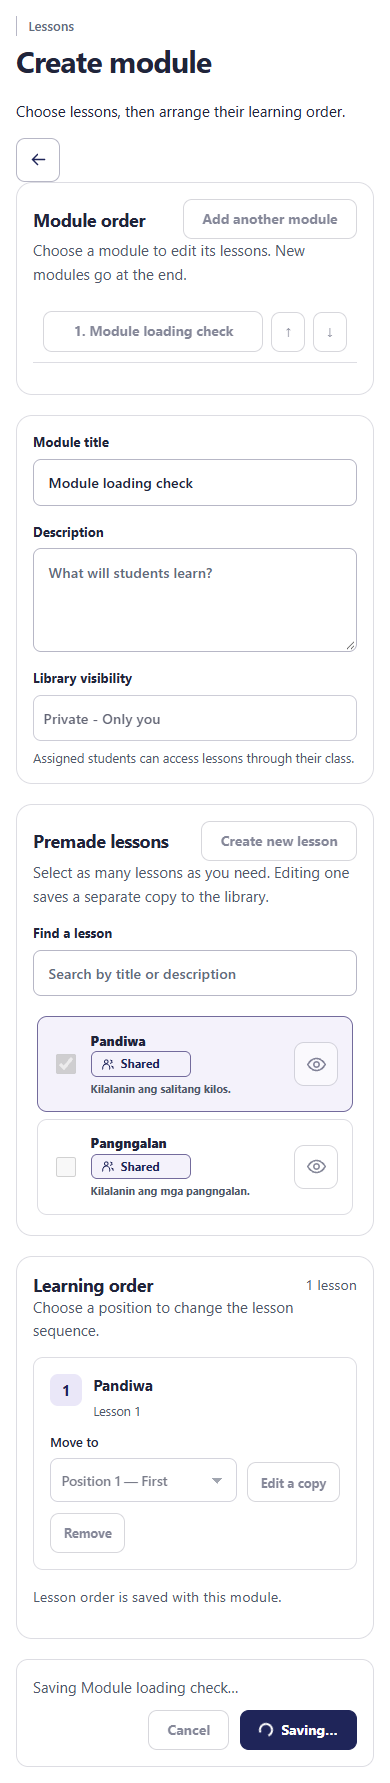 Lessons
Create module
Choose lessons, then arrange their learning order.
←
Module order
Add another module
Choose a module to edit its lessons. New
modules go at the end.
1. Module loading check
↑
↓
Module title
Module loading check
Description
What will students learn?
Library visibility
Private - Only you
Assigned students can access lessons through their class.
Premade lessons
Create new lesson
Select as many lessons as you need. Editing one
saves a separate copy to the library.
Find a lesson
Search by title or description
Pandiwa
Shared
Kilalanin ang salitang kilos.
Pangngalan
Shared
Kilalanin ang mga pangngalan.
Learning order
1 lesson
Choose a position to change the lesson
sequence.
1
Pandiwa
Lesson 1
Move to
Position 1 — First
Edit a copy
Remove
Lesson order is saved with this module.
Saving Module loading check...
Cancel
Saving...